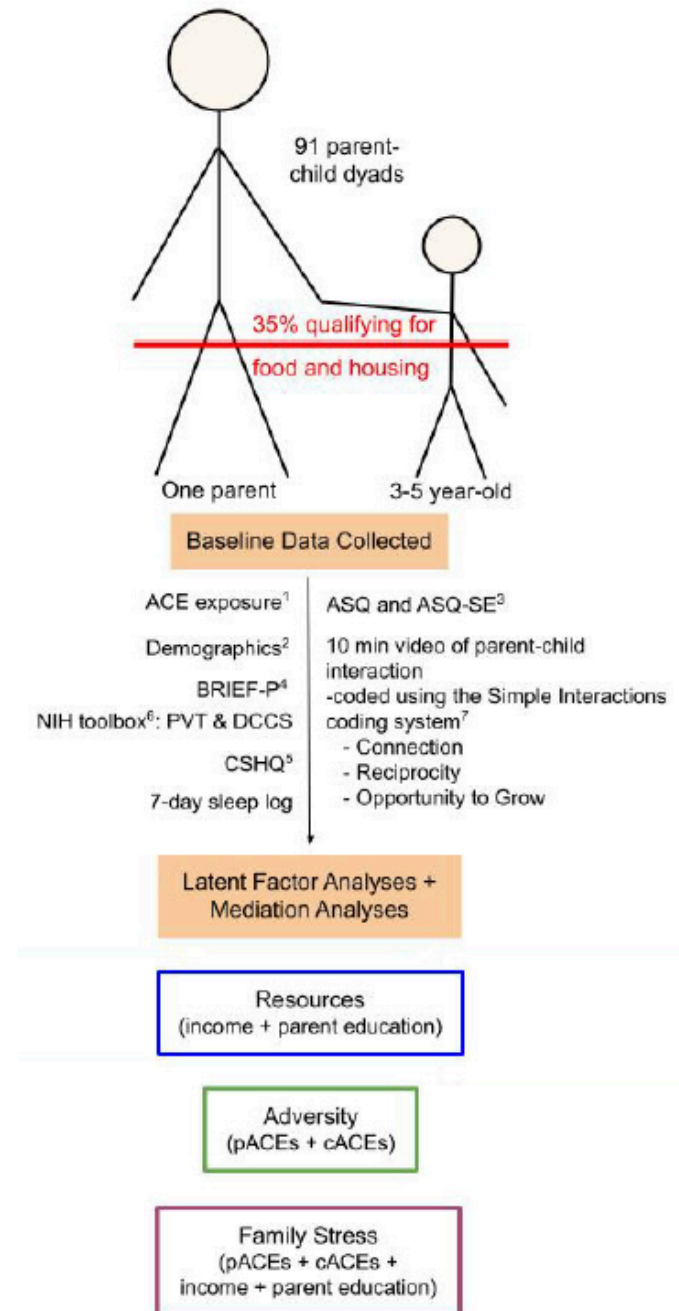 91 parent-
child dyads
35% qualifying for
food and housing
One parent
3-5 year-old
Baseline Data Collected
ACE exposure¹
Demographics²
BRIEF-P⁴
NIH toolbox⁶: PVT & DCCS
CSHQ⁵
7-day sleep log
ASQ and ASQ-SE³
10 min video of parent-child
interaction
-coded using the Simple Interactions
coding system⁷
- Connection
- Reciprocity
- Opportunity to Grow
Latent Factor Analyses +
Mediation Analyses
Resources
(income + parent education)
Adversity
(pACEs + cACEs)
Family Stress
(pACEs + cACEs +
income + parent education)